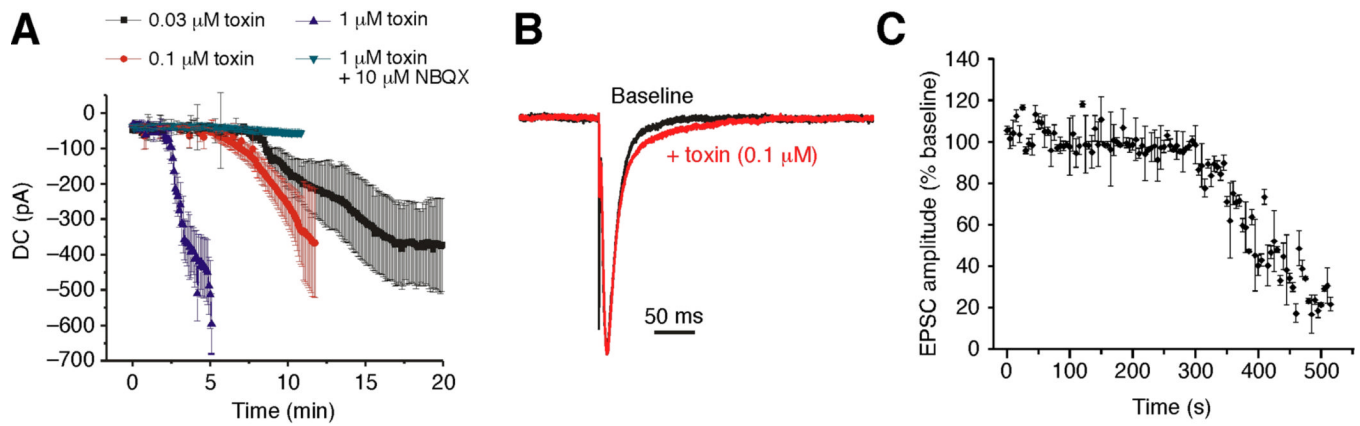 A
0.03 µM toxin
1 µM toxin
0.1 µM toxin
1 µM toxin
+ 10 µM NBQX
0
−100
−200
−300
−400
−500
−600
−700
DC (pA)
0
5
10
15
20
Time (min)
B
Baseline
+ toxin (0.1 µM)
50 ms
C
140
120
100
80
60
40
20
0
EPSC amplitude (% baseline)
0
100
200
300
400
500
Time (s)